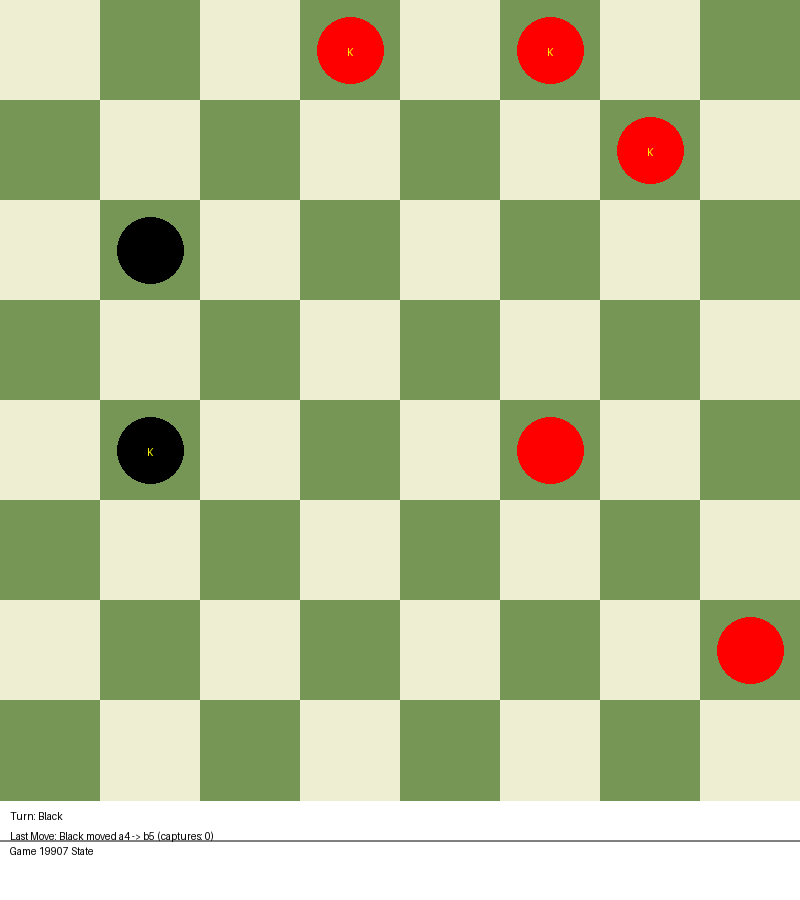 K K
K
K
Turn: Black
Last Move: Black moved a4 -> b5 (captures: 0)
Game 19907 State